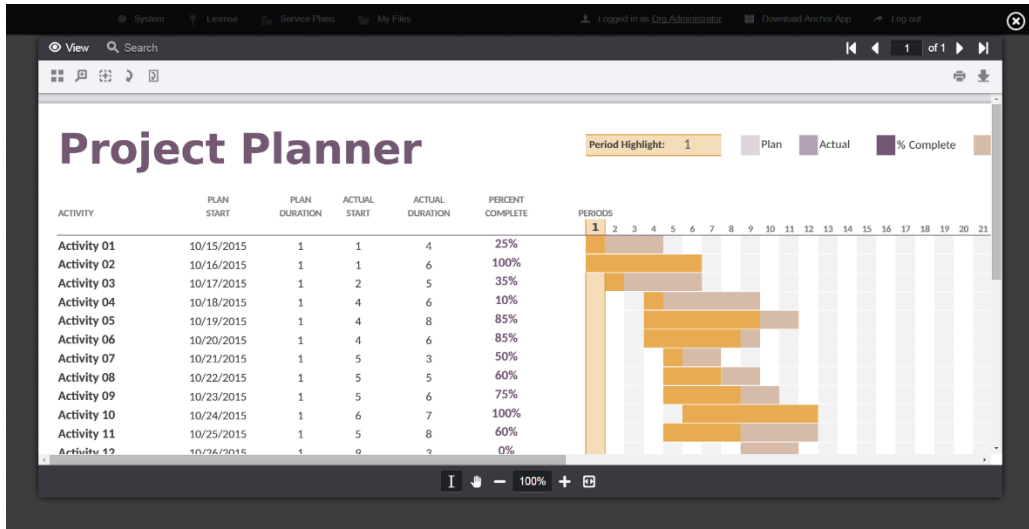 System License Service Plans My Files Logged in as Org Administrator Download Anchor App Log out
View Search 1 of 1
Project Planner
Period Highlight: 1 Plan Actual % Complete
ACTIVITY PLAN START PLAN DURATION ACTUAL START ACTUAL DURATION PERCENT COMPLETE PERIODS
1 2 3 4 5 6 7 8 9 10 11 12 13 14 15 16 17 18 19 20 21
Activity 01 10/15/2015 1 1 4 25%
Activity 02 10/16/2015 1 1 6 100%
Activity 03 10/17/2015 1 2 5 35%
Activity 04 10/18/2015 1 4 6 10%
Activity 05 10/19/2015 1 4 8 85%
Activity 06 10/20/2015 1 4 6 85%
Activity 07 10/21/2015 1 5 3 50%
Activity 08 10/22/2015 1 5 5 60%
Activity 09 10/23/2015 1 5 6 75%
Activity 10 10/24/2015 1 6 7 100%
Activity 11 10/25/2015 1 5 8 60%
Activity 12 10/26/2015 1 9 3 0%
100%